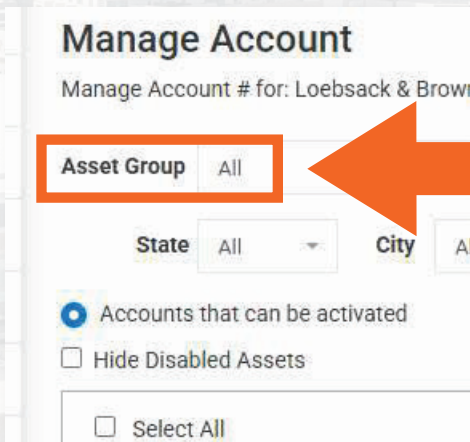 Manage Account
Manage Account # for: Loebsack &
Asset Group All
State All City
Accounts that can be activated
Hide Disabled Assets
Select All